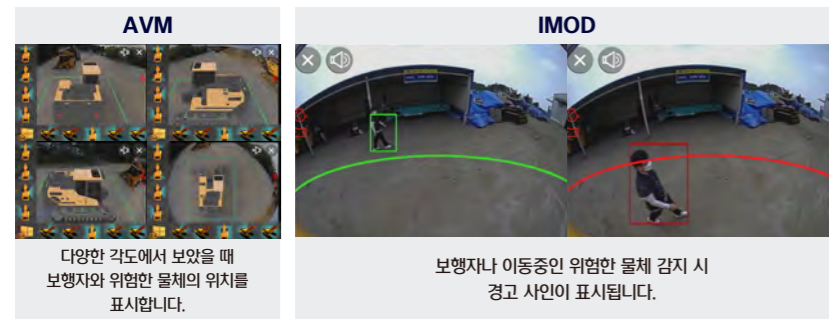 AVM
다양한 각도에서 보았을 때
보행자와 위험한 물체의 위치를
표시합니다.
IMOD
보행자나 이동중인 위험한 물체 감지 시
경고 사인이 표시됩니다.